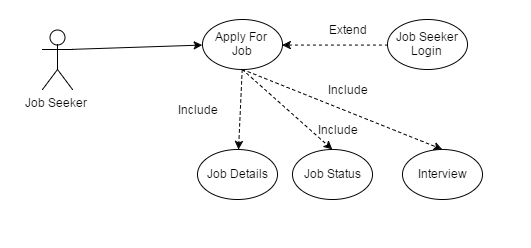 Extend
Apply For
Job
Job Seeker
Login
Job Seeker
Include
Include
Include
Job Details
Job Status
Interview